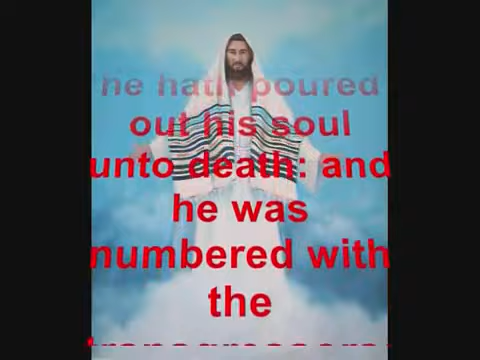 he hath poured
out his soul
unto death: and
he was
numbered with
the
transgressors;